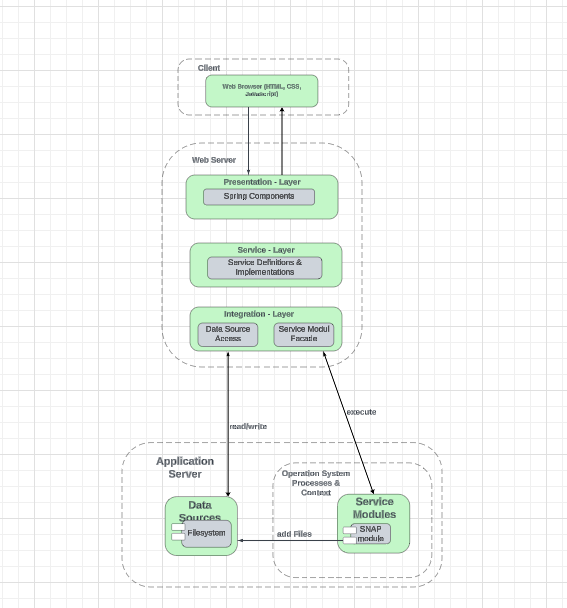 Client
Web Browser (HTML, CSS,
JavaScript)
Web Server
Presentation - Layer
Spring Components
Service - Layer
Service Definitions &
Implementations
Integration - Layer
Data Source
Access
Service Modul
Facade
read/write
execute
Application
Server
Operation System
Processes &
Context
Data
Sources
Filesystem
Service
Modules
SNAP
module
add Files